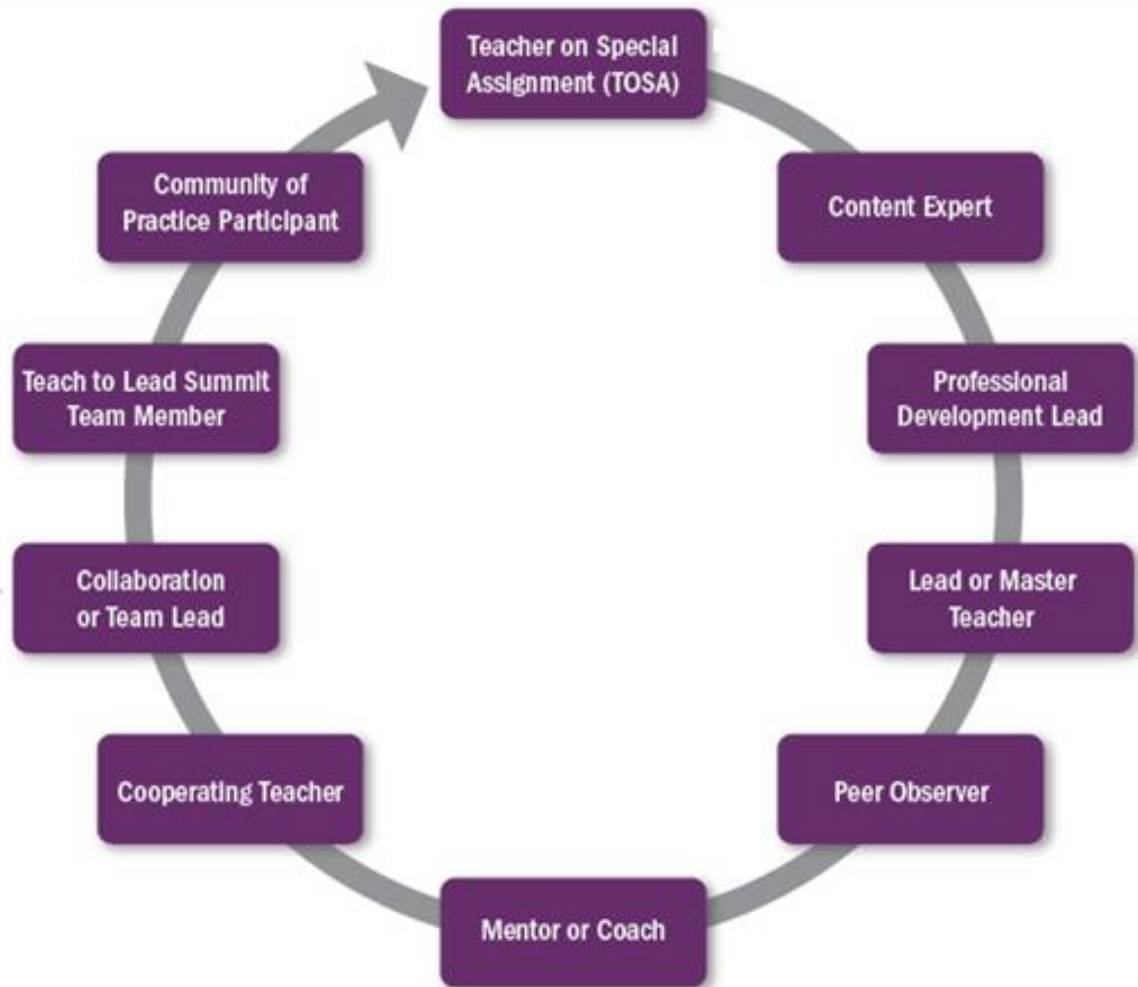 Teacher on Special
Assignment (TOSA)
Content Expert
Professional
Development Lead
Lead or Master
Teacher
Peer Observer
Mentor or Coach
Cooperating Teacher
Collaboration
or Team Lead
Teach to Lead Summit
Team Member
Community of
Practice Participant